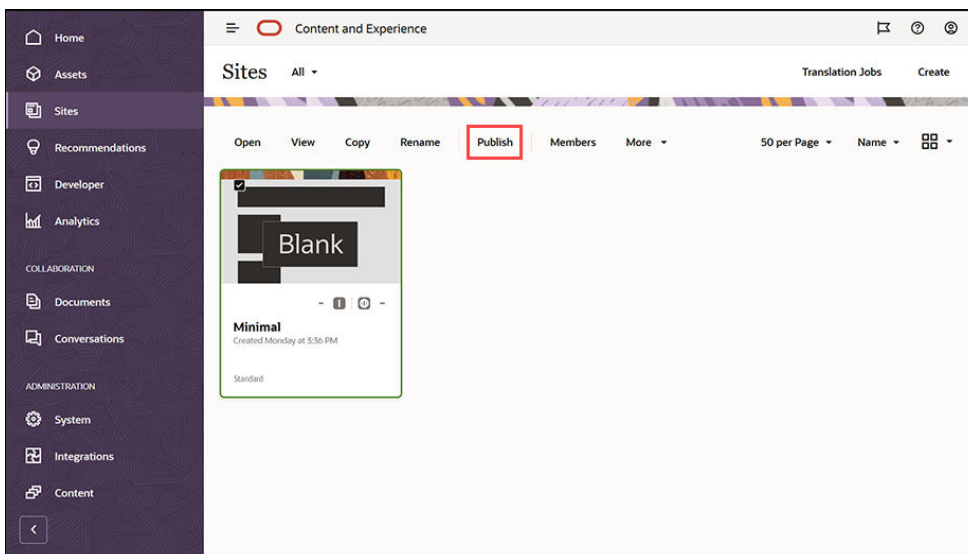 Home
Assets
Sites
Recommendations
Developer
Analytics
COLLABORATION
Documents
Conversations
ADMINISTRATION
System
Integrations
Content
Content and Experience
Sites All
Translation Jobs Create
Open View Copy Rename Publish Members More 50 per Page Name
Blank
Minimal
Created Monday at 3:36 PM
Standard